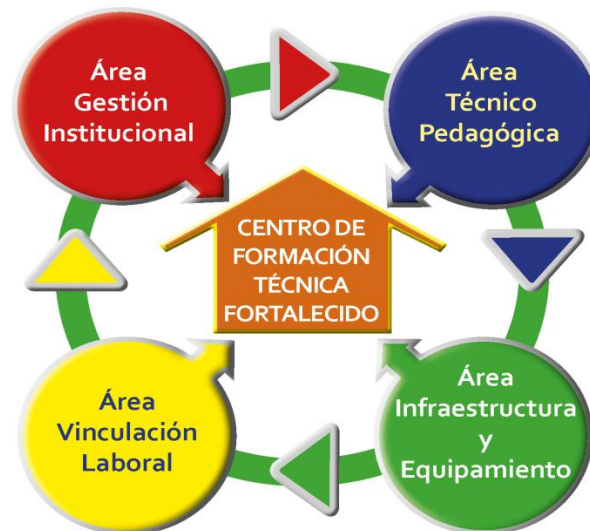 Área
Gestión
Institucional
Área
Técnico
Pedagógica
CENTRO DE
FORMACIÓN
TÉCNICA
FORTALECIDO
Área
Vinculación
Laboral
Área
Infraestructura
y
Equipamiento